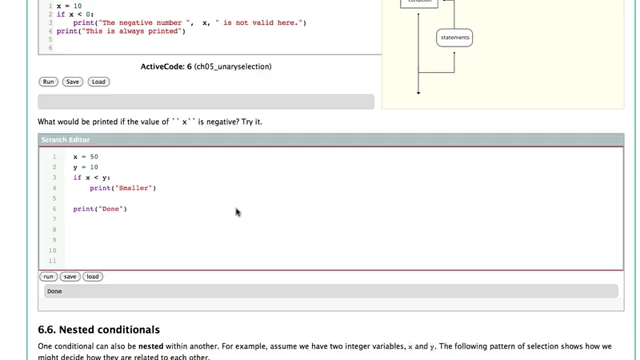 condition
1 x = 10
2 if x < 0:
3 print("The negative number ", x, " is not valid here.")
4 print("This is always printed")
5
6
statements
ActiveCode: 6 (ch05_unaryselection)
Run Save Load
What would be printed if the value of `` x`` is negative? Try it.
Scratch Editor
1 x = 50
2 y = 10
3 if x < y:
4 print("Smaller")
5
6 print("Done")
7
8
9
10
11
run save load
Done
6.6. Nested conditionals
One conditional can also be nested within another. For example, assume we have two integer variables, x and y. The following pattern of selection shows how we
might decide how they are related to each other.